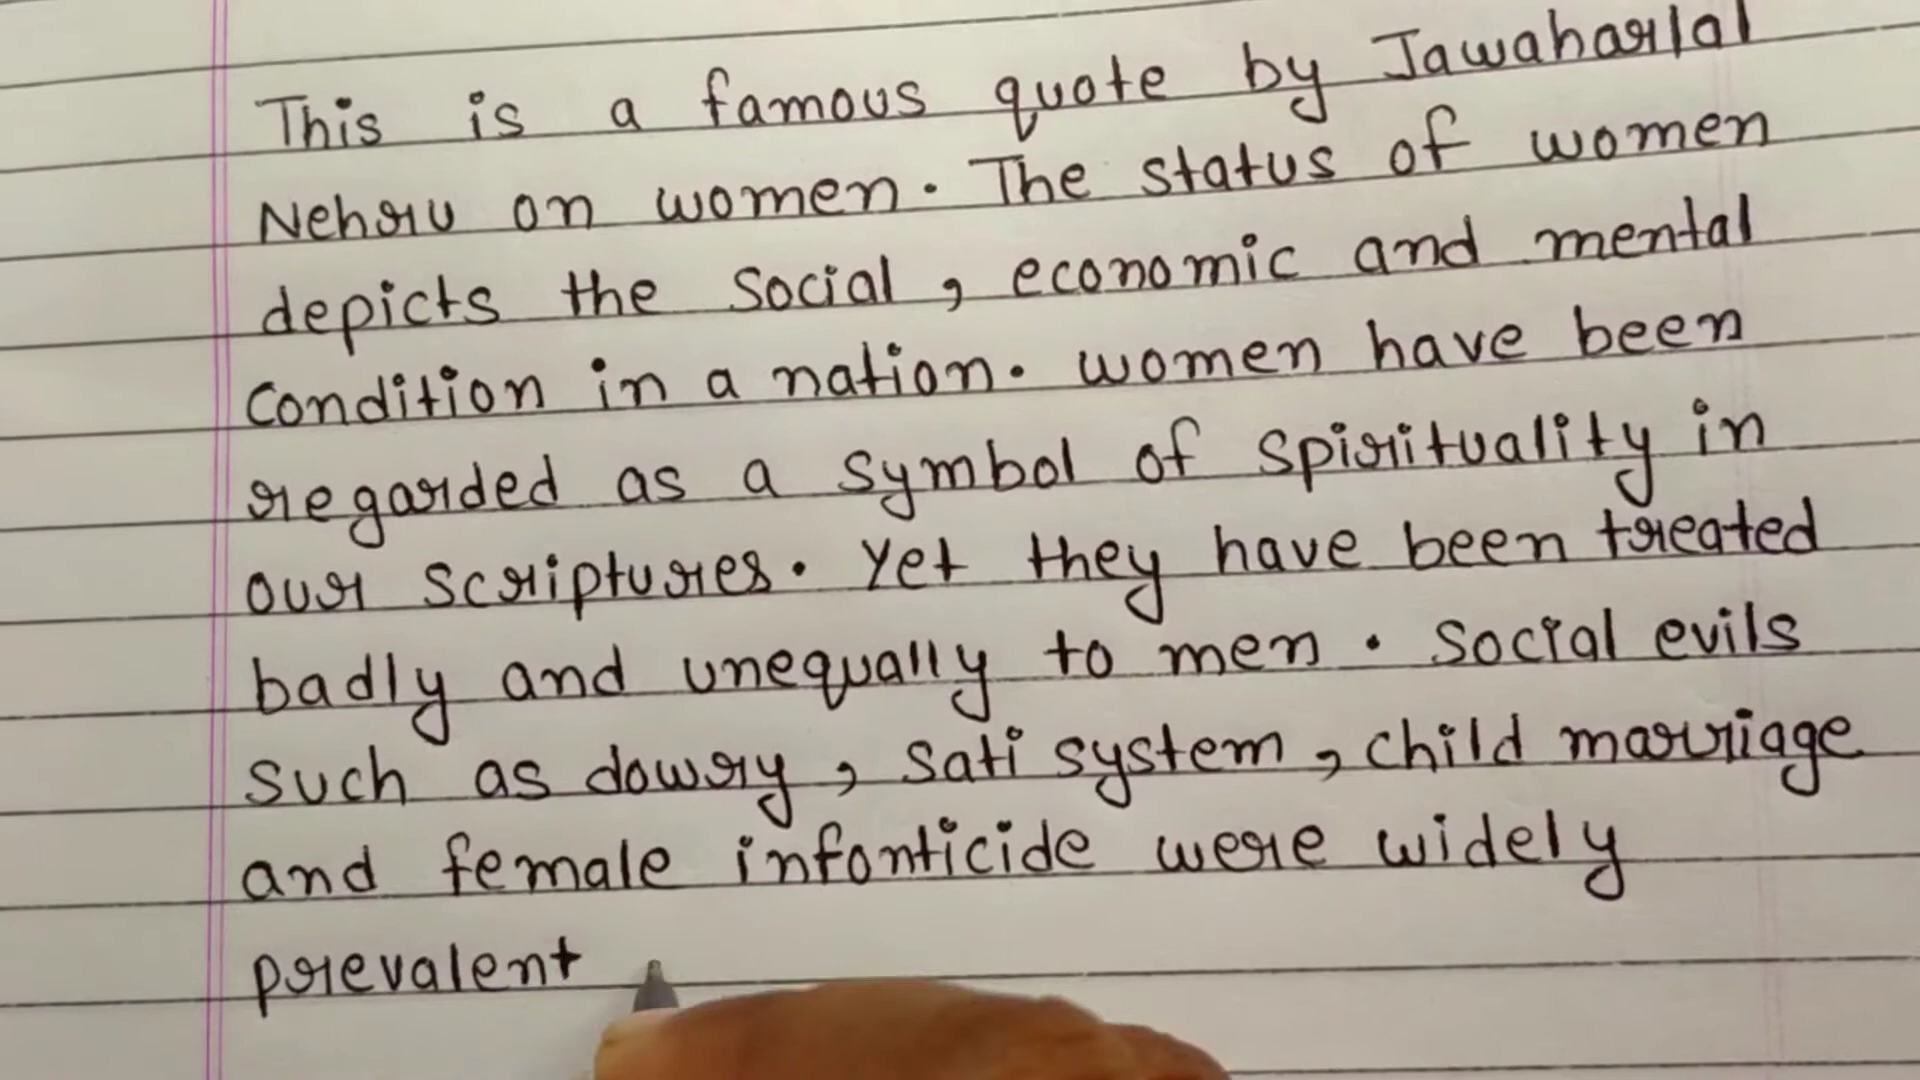 This is a famous quote by Jawaharlal
Nehru on women. The status of women
depicts the social, economic and mental
condition in a nation. women have been
regarded as a symbol of spirituality in
our scriptures. Yet they have been treated
badly and unequally to men. Social evils
such as dowry, sati system, child marriage
and female infonticide were widely
prevalent